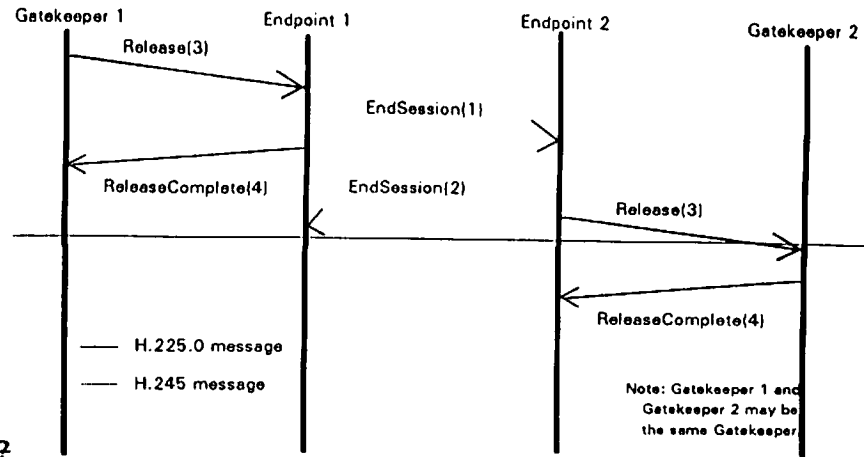 Gatekeeper 1
Endpoint 1
Endpoint 2
Gatekeeper 2
Release(3)
EndSession(1)
ReleaseComplete(4)
EndSession(2)
Release(3)
ReleaseComplete(4)
H.225.0 message
H.245 message
Note: Gatekeeper 1 and
Gatekeeper 2 may be
the same Gatekeeper
2